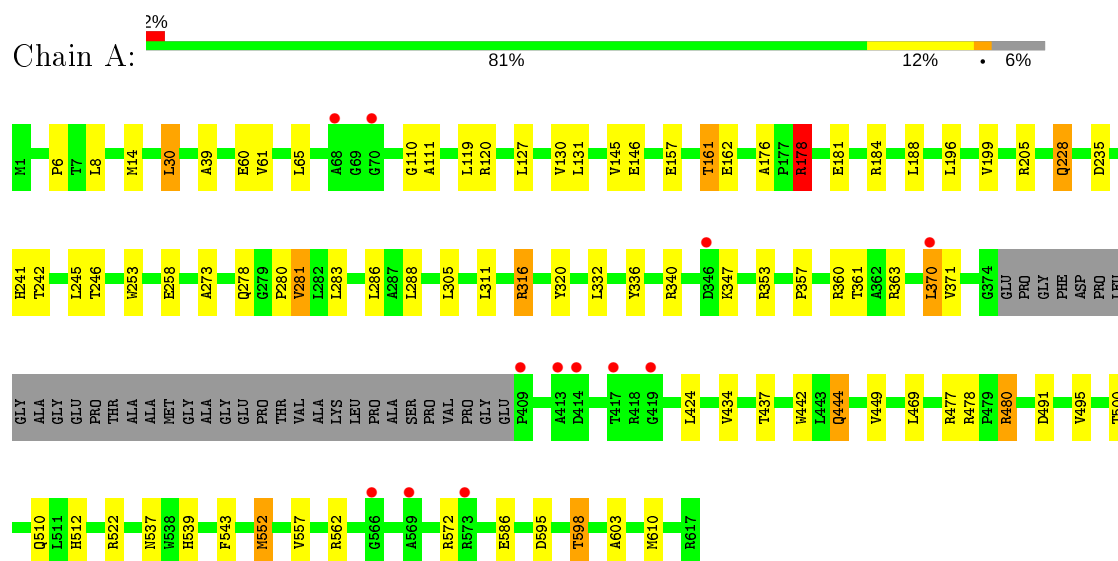 2%
Chain A:
81% 12% • 6%
M1 P6 T7 L8 M14 L30 A39 E60 V61 L65 A68 G69 G70 G110 A111 L119 R120 L127 V130 L131 V145 E146 E157 T161 E162 A176 P177 R178 E181 R184 L188 L196 V199 R205 Q228 D235
H241 T242 L245 T246 W253 E258 A273 Q278 G279 P280 V281 L282 L283 L286 A287 L288 L305 L311 R316 Y320 L332 Y336 R340 D346 K347 R353 P357 R360 T361 A362 R363 L370 V371 G374 GLU PRO GLY PHE ASP PRO LEU
GLY ALA GLY GLU PRO THR ALA ALA MET GLY ALA GLY GLU PRO THR VAL ALA LYS LEU PRO ALA SER PRO VAL PRO GLY GLU P409 A413 D414 T417 R418 G419 L424 V434 T437 W442 L443 Q444 V449 L469 R477 R478 P479 R480 D491 V495 T500
Q510 L511 H512 R522 N537 W538 H539 F543 M552 V557 R562 G566 A569 R572 R573 E586 D595 T598 A603 M610 R617